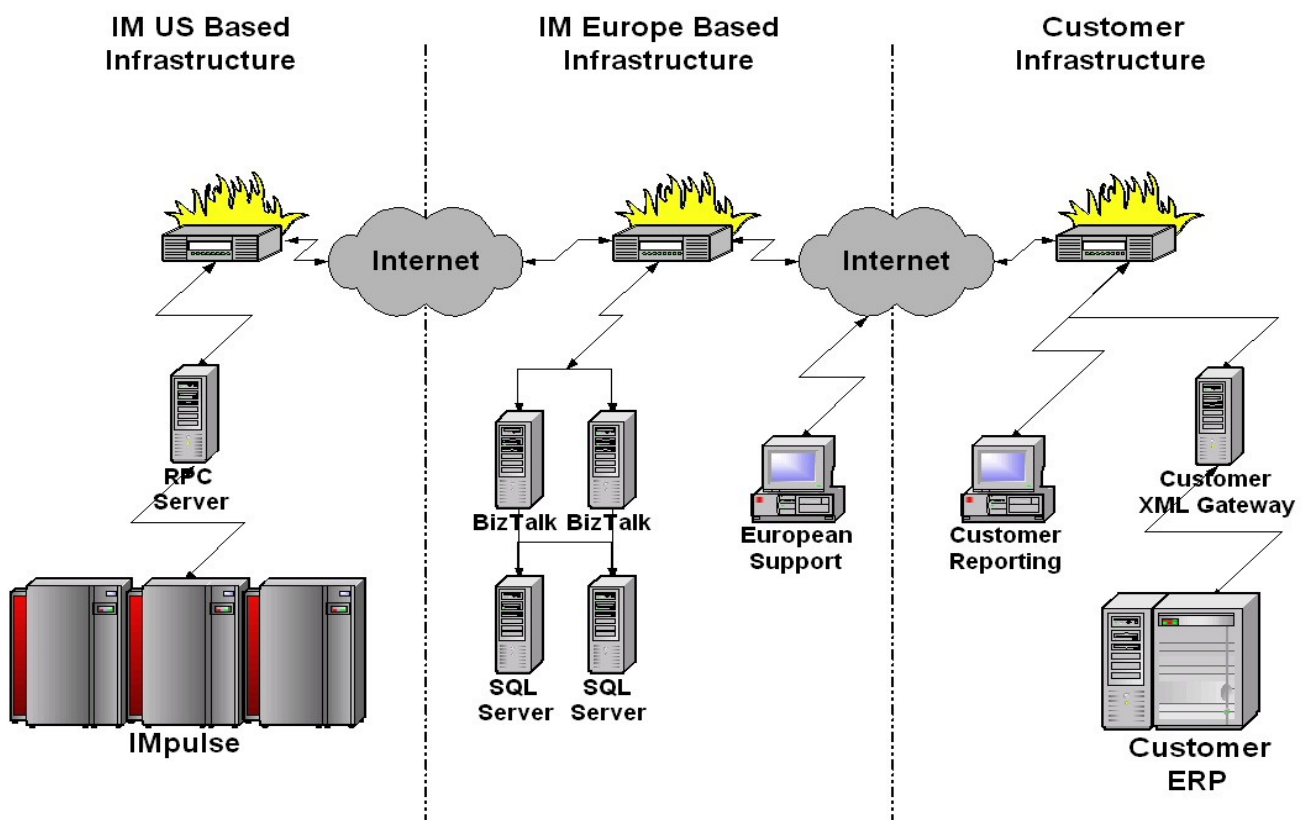 IM US Based
Infrastructure
IM Europe Based
Infrastructure
Customer
Infrastructure
Internet
Internet
RPC
Server
BizTalk
BizTalk
European
Support
Customer
Reporting
Customer
XML Gateway
SQL
Server
SQL
Server
IMpulse
Customer
ERP